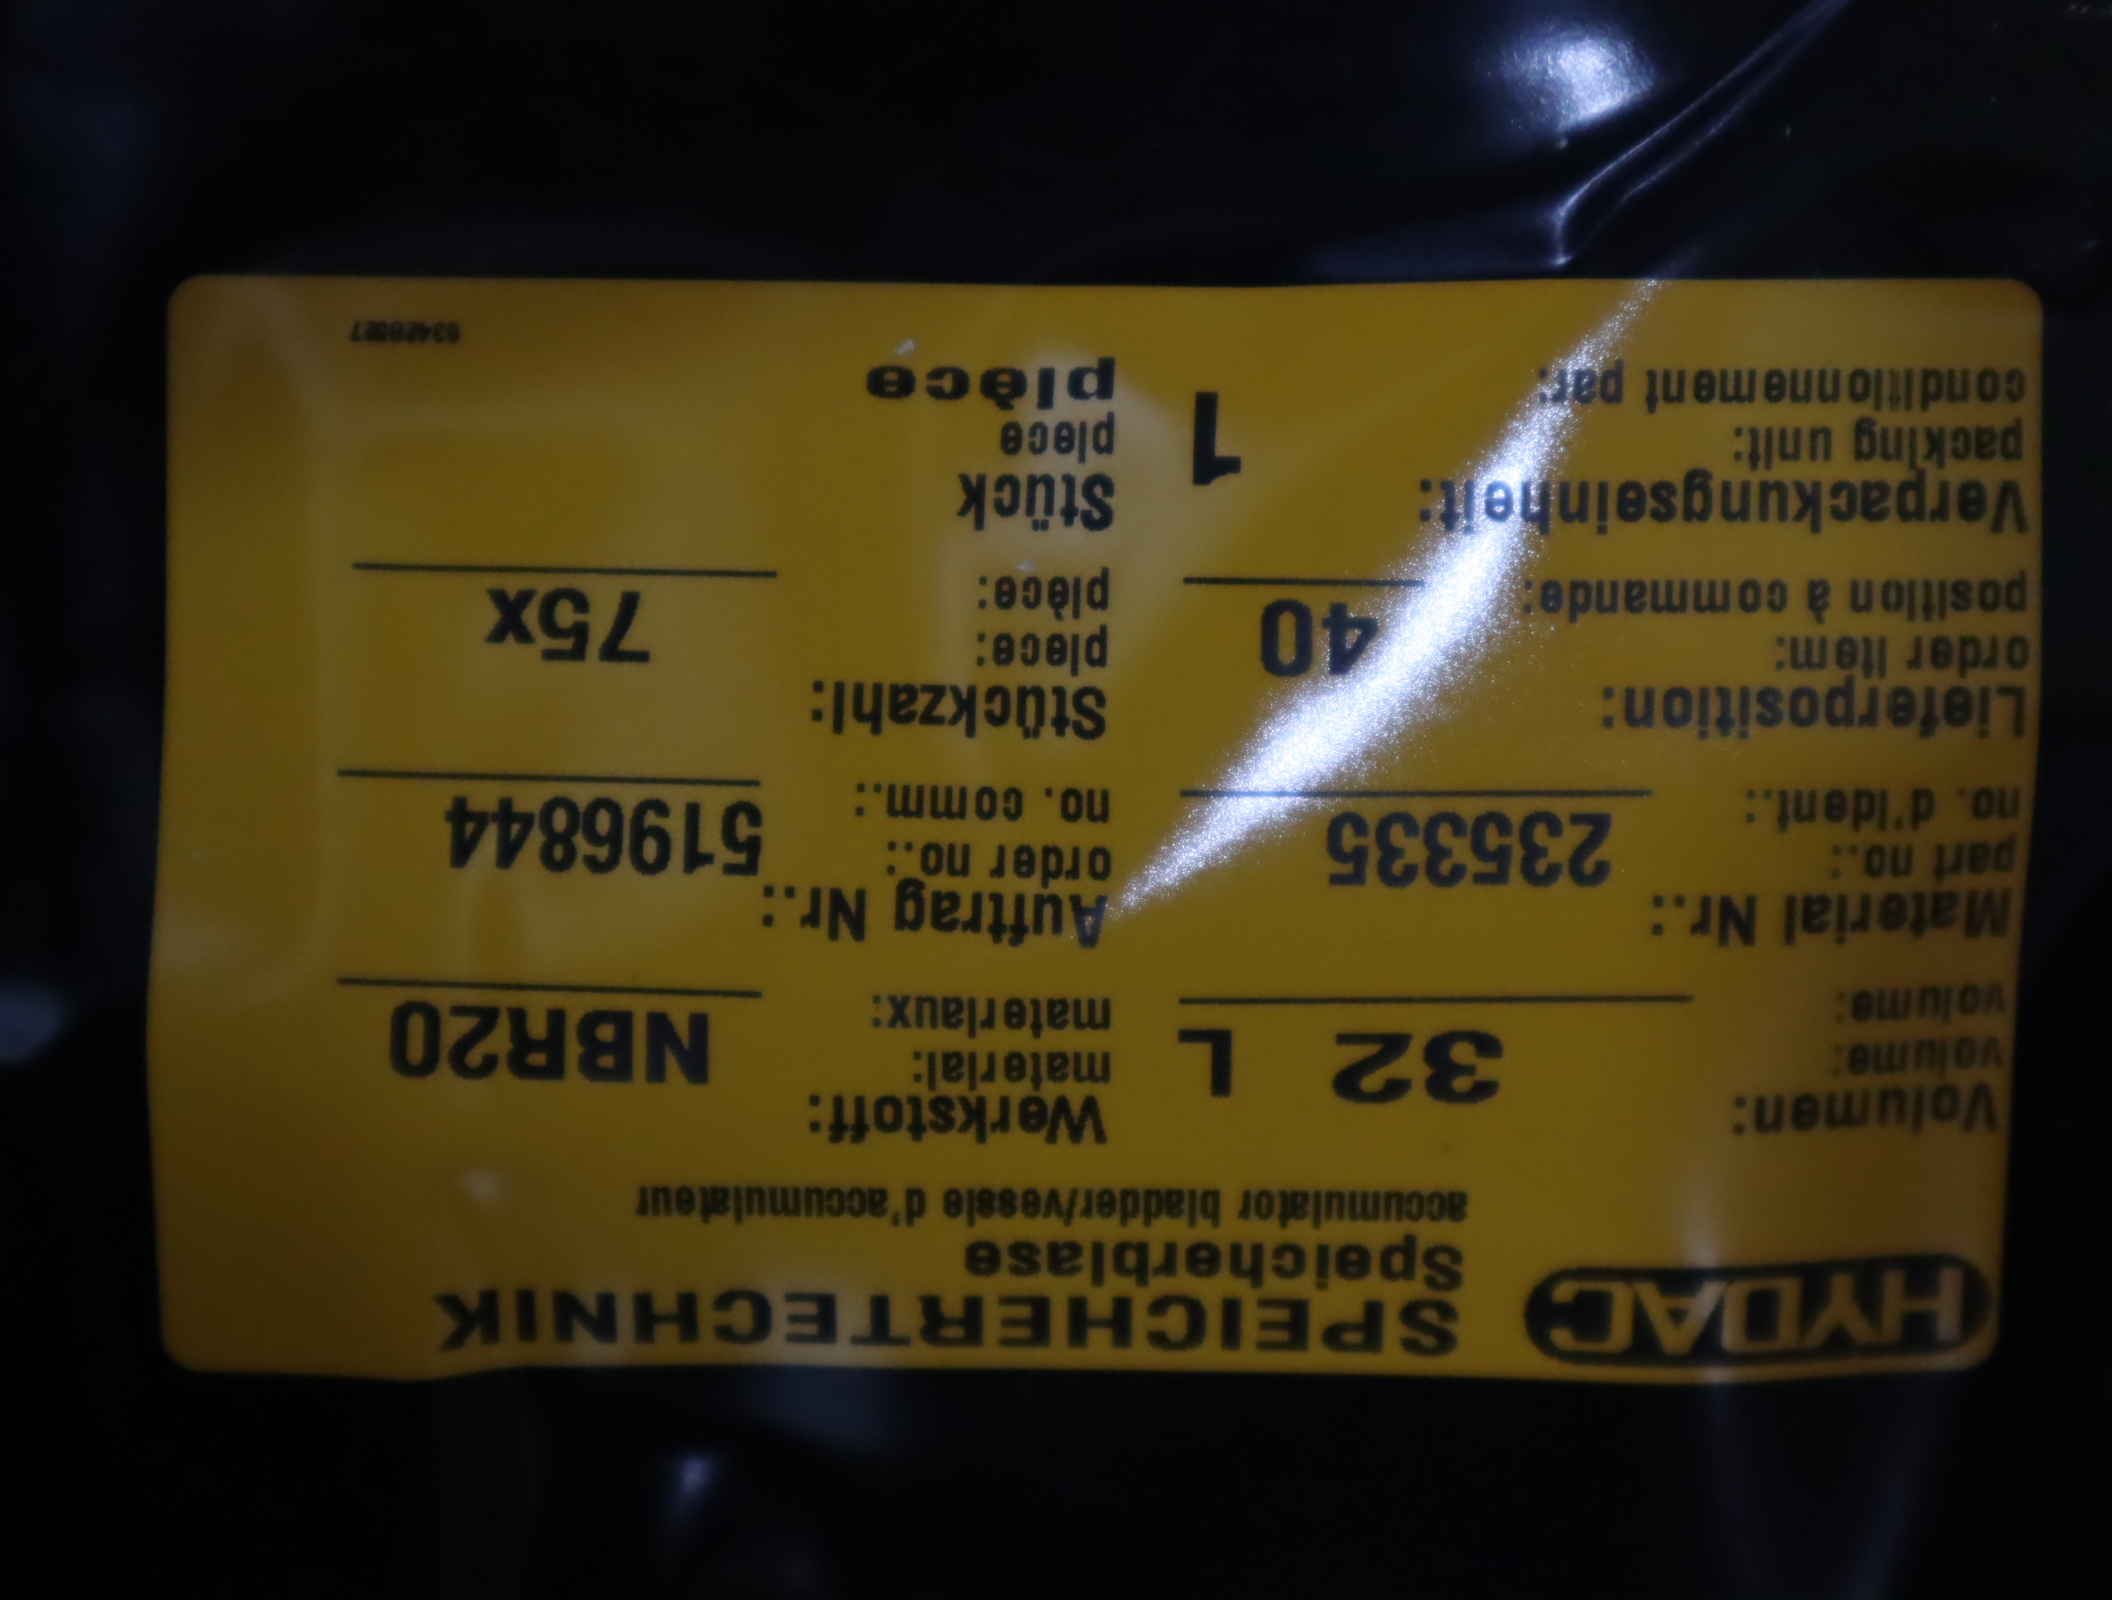 HYDAC
SPEICHERTECHNIK
Speicherblase
accumulator bladder/vessie d'accumulateur
Volumen:
volume:
volume:
32 L
Werkstoff:
material:
materiaux:
NBR20
Material Nr.:
part no.:
no. d'ident.:
235335
Auftrag Nr.:
order no.:
no. comm.:
5196844
Lieferposition:
order item:
position à commande:
40
Stückzahl:
piece:
pièce:
75x
Verpackungseinheit:
packing unit:
conditionnement par:
1
Stück
piece
pièce